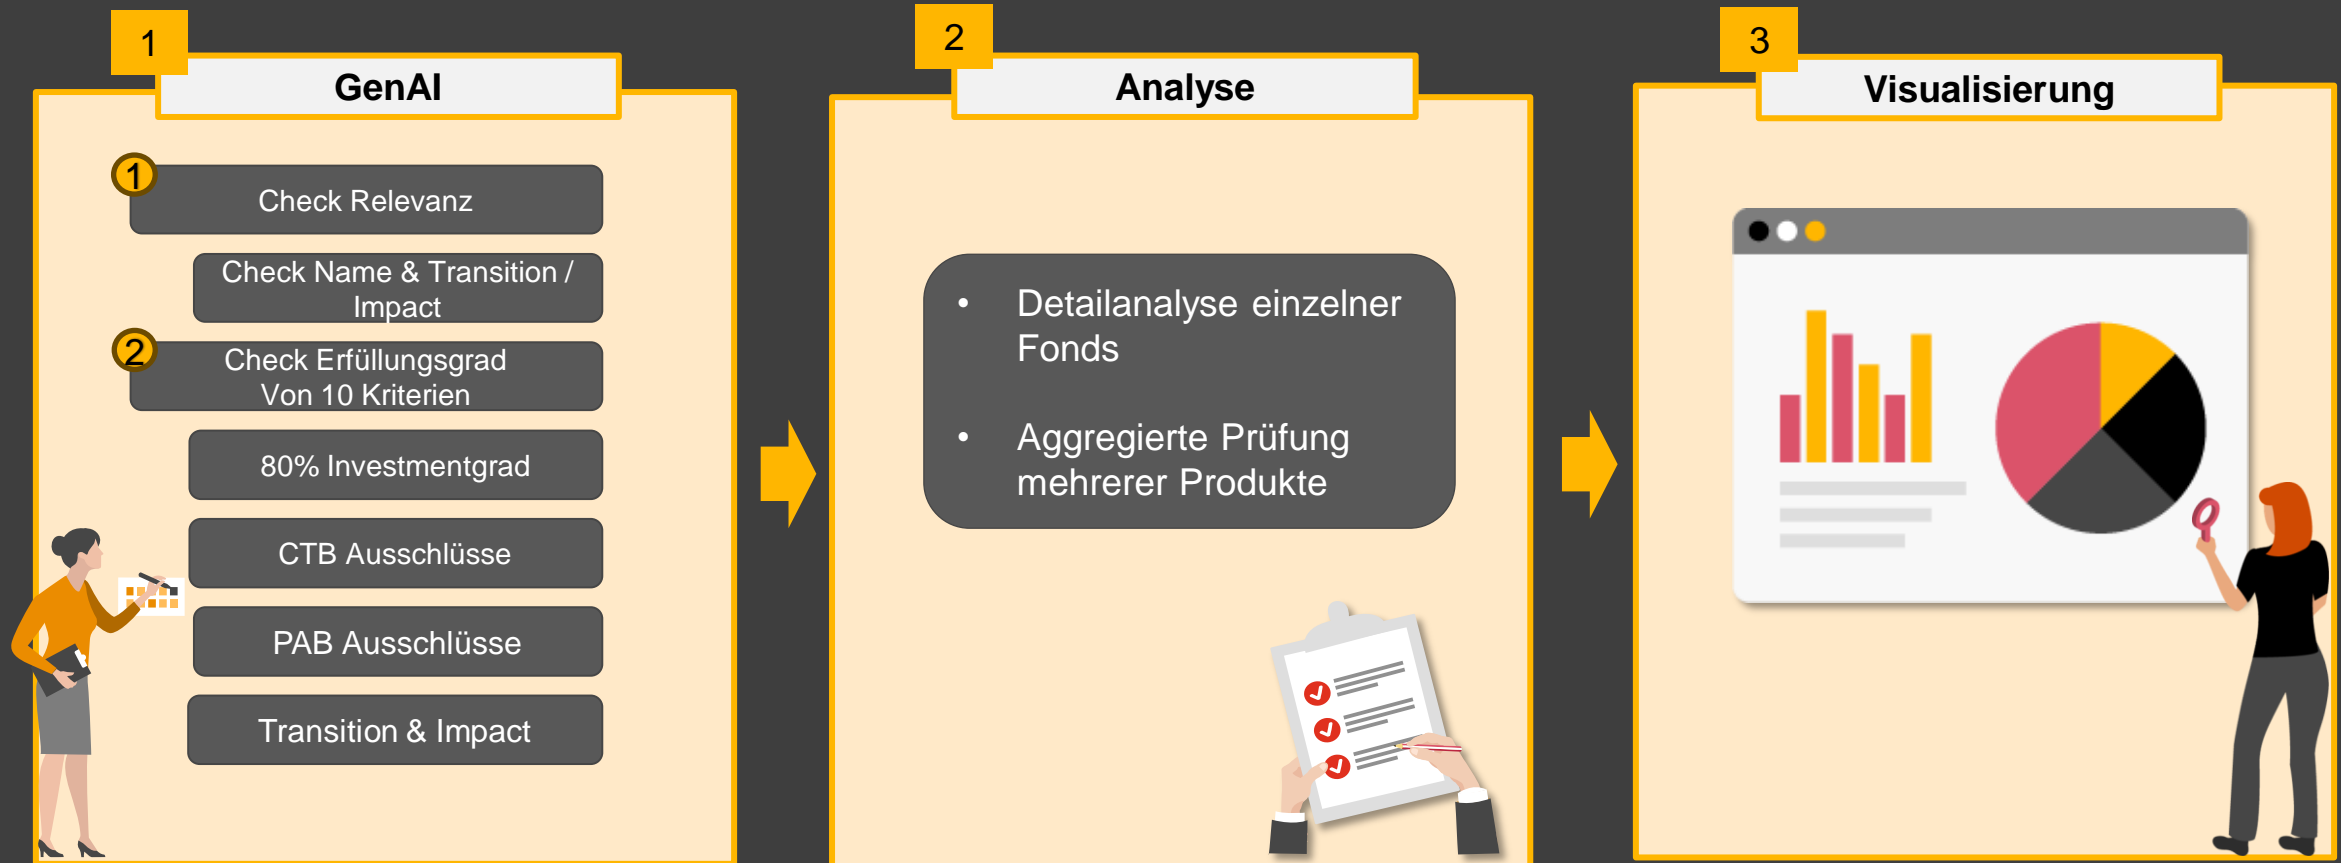 1
GenAI
1
Check Relevanz
Check Name & Transition /
Impact
2
Check Erfüllungsgrad
Von 10 Kriterien
80% Investmentgrad
CTB Ausschlüsse
PAB Ausschlüsse
Transition & Impact
2
Analyse
• Detailanalyse einzelner
Fonds
• Aggregierte Prüfung
mehrerer Produkte
3
Visualisierung